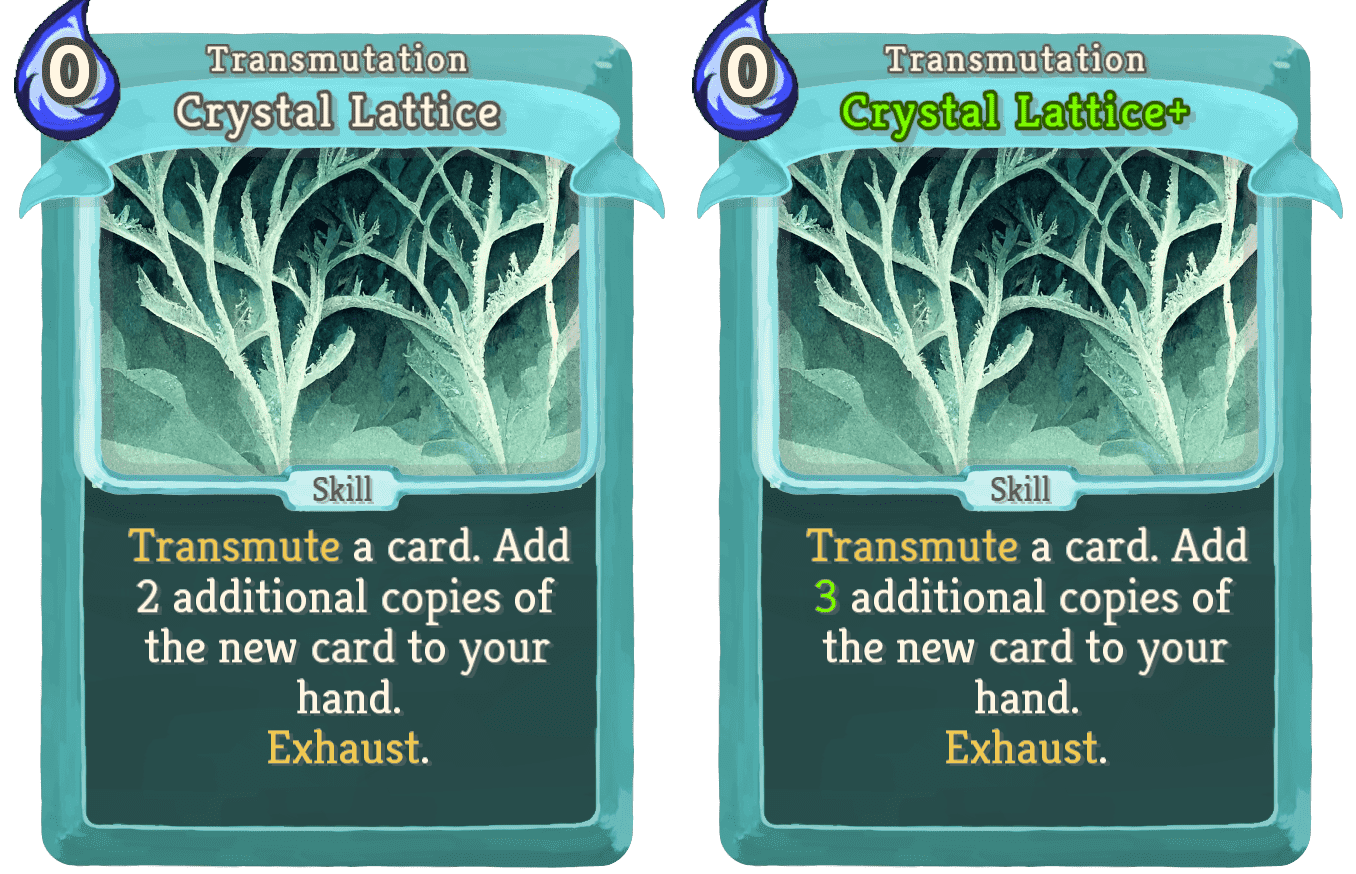 0
Transmutation
Crystal Lattice
Skill
Transmute a card. Add
2 additional copies of
the new card to your
hand.
Exhaust.
0
Transmutation
Crystal Lattice+
Skill
Transmute a card. Add
3 additional copies of
the new card to your
hand.
Exhaust.